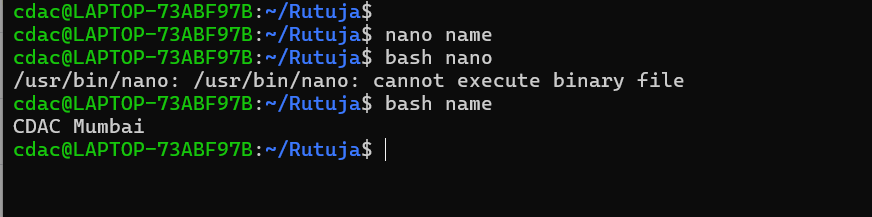 cdac@LAPTOP-73ABF97B:~/Rutuja$
cdac@LAPTOP-73ABF97B:~/Rutuja$ nano name
cdac@LAPTOP-73ABF97B:~/Rutuja$ bash nano
/usr/bin/nano: /usr/bin/nano: cannot execute binary file
cdac@LAPTOP-73ABF97B:~/Rutuja$ bash name
CDAC Mumbai
cdac@LAPTOP-73ABF97B:~/Rutuja$